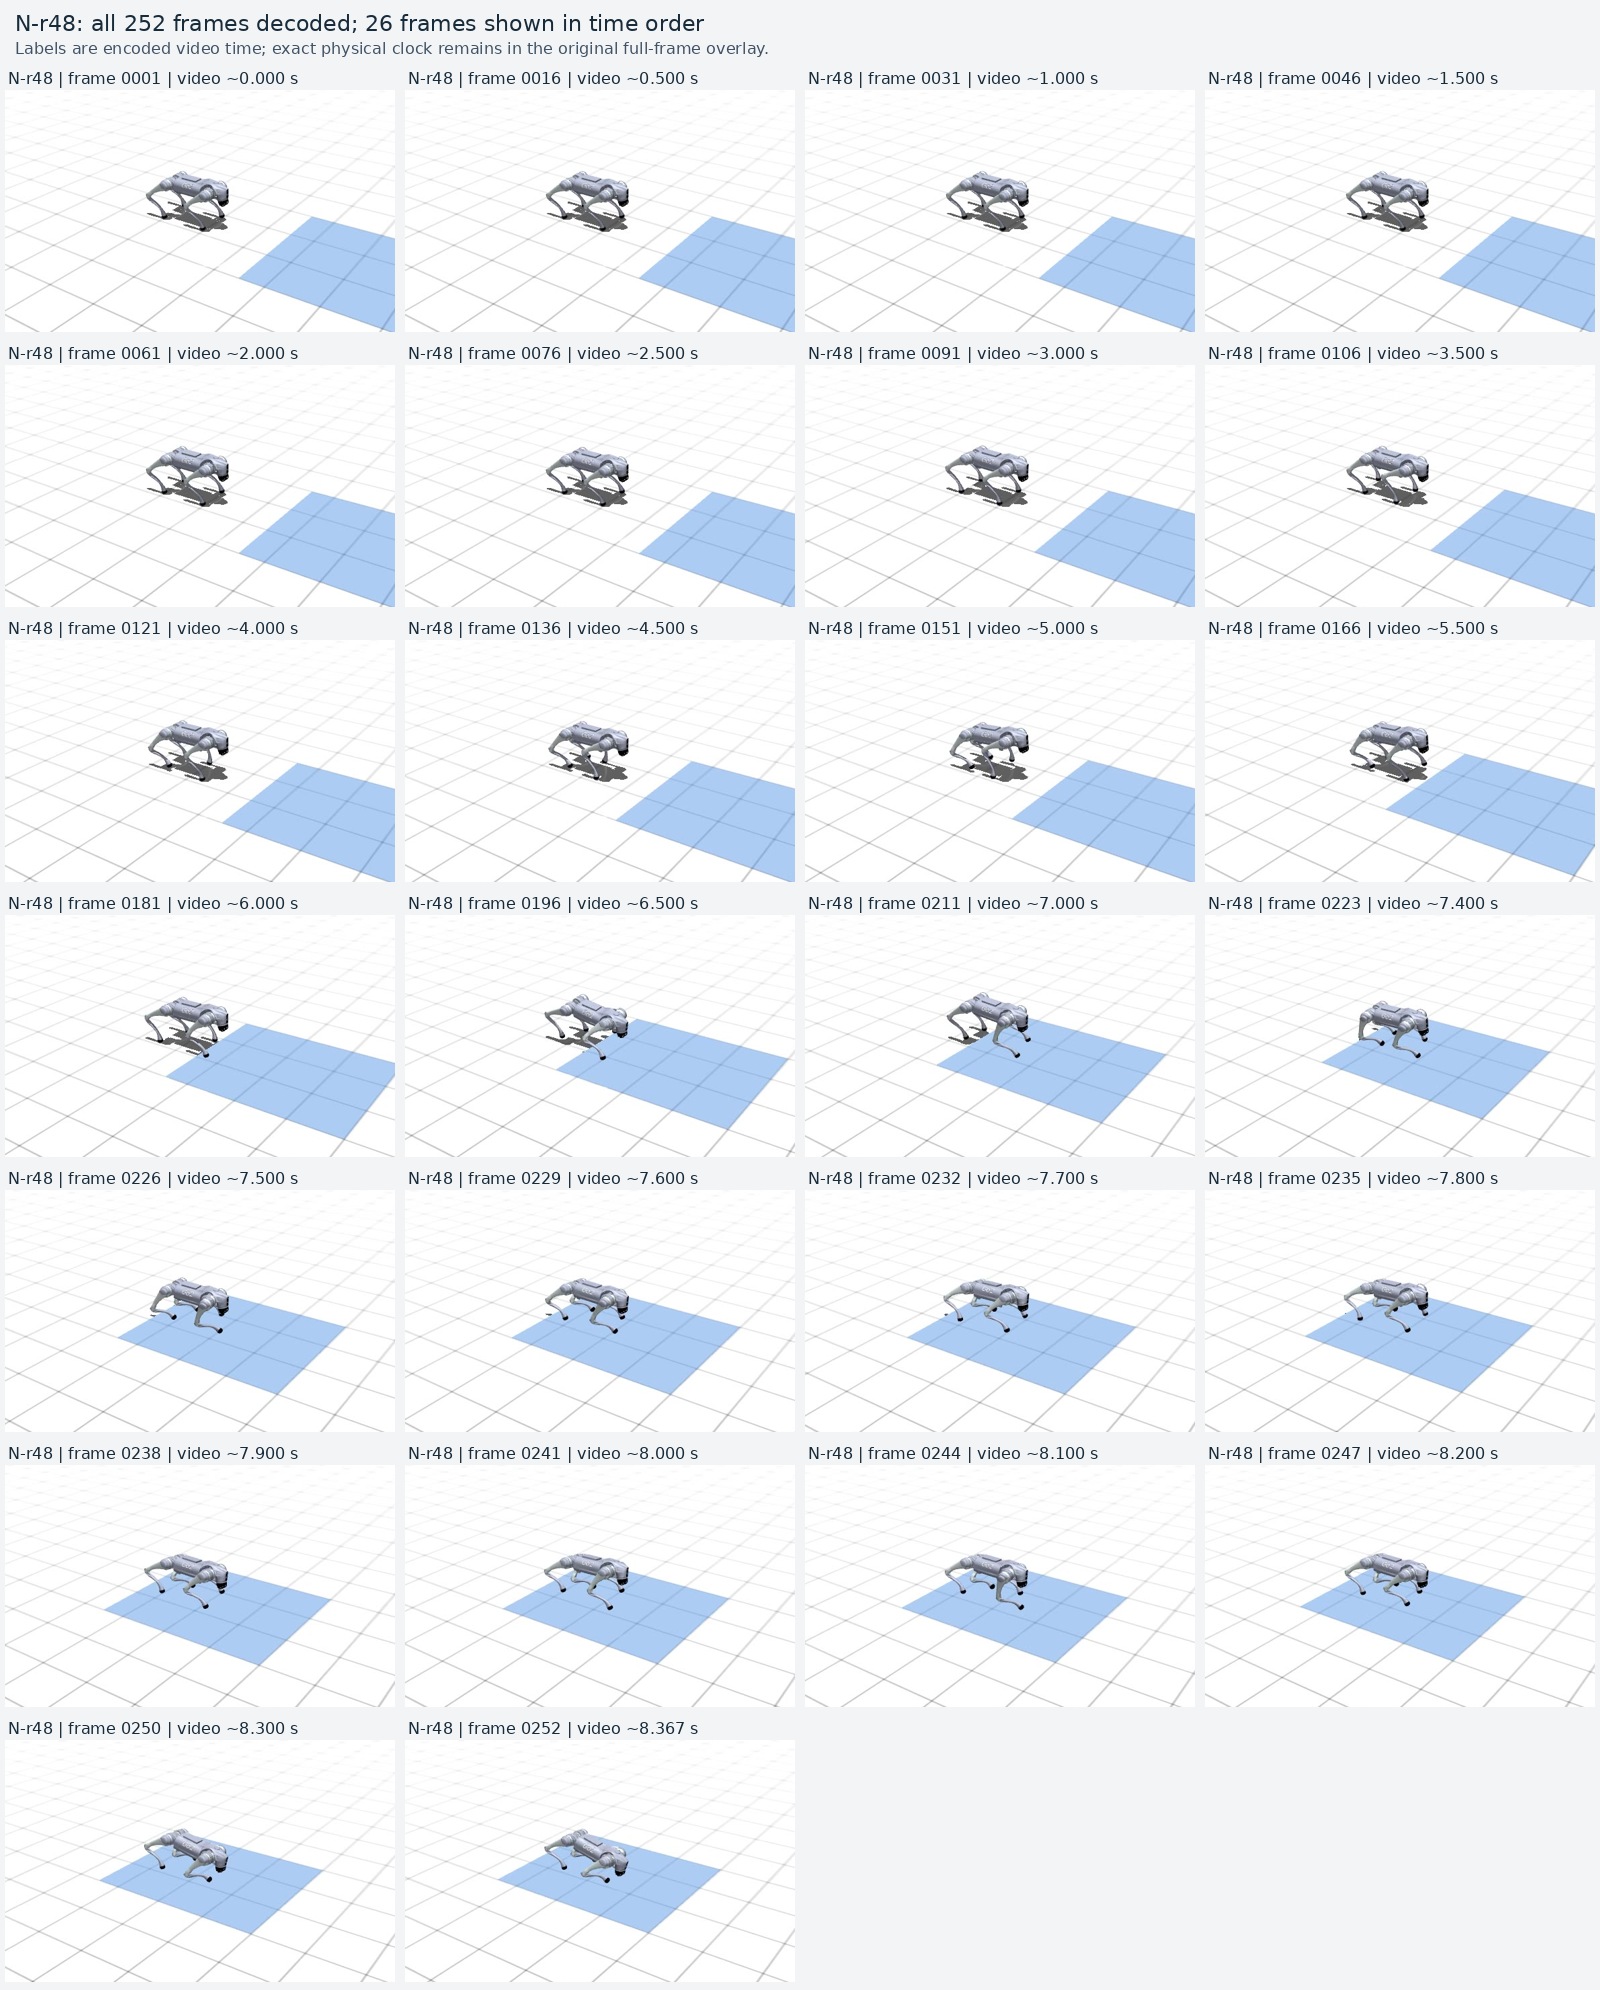 N-r48: all 252 frames decoded; 26 frames shown in time order
Labels are encoded video time; exact physical clock remains in the original full-frame overlay.
N-r48 | frame 0001 | video ~0.000 s
N-r48 | frame 0016 | video ~0.500 s
N-r48 | frame 0031 | video ~1.000 s
N-r48 | frame 0046 | video ~1.500 s
N-r48 | frame 0061 | video ~2.000 s
N-r48 | frame 0076 | video ~2.500 s
N-r48 | frame 0091 | video ~3.000 s
N-r48 | frame 0106 | video ~3.500 s
N-r48 | frame 0121 | video ~4.000 s
N-r48 | frame 0136 | video ~4.500 s
N-r48 | frame 0151 | video ~5.000 s
N-r48 | frame 0166 | video ~5.500 s
N-r48 | frame 0181 | video ~6.000 s
N-r48 | frame 0196 | video ~6.500 s
N-r48 | frame 0211 | video ~7.000 s
N-r48 | frame 0223 | video ~7.400 s
N-r48 | frame 0226 | video ~7.500 s
N-r48 | frame 0229 | video ~7.600 s
N-r48 | frame 0232 | video ~7.700 s
N-r48 | frame 0235 | video ~7.800 s
N-r48 | frame 0238 | video ~7.900 s
N-r48 | frame 0241 | video ~8.000 s
N-r48 | frame 0244 | video ~8.100 s
N-r48 | frame 0247 | video ~8.200 s
N-r48 | frame 0250 | video ~8.300 s
N-r48 | frame 0252 | video ~8.367 s